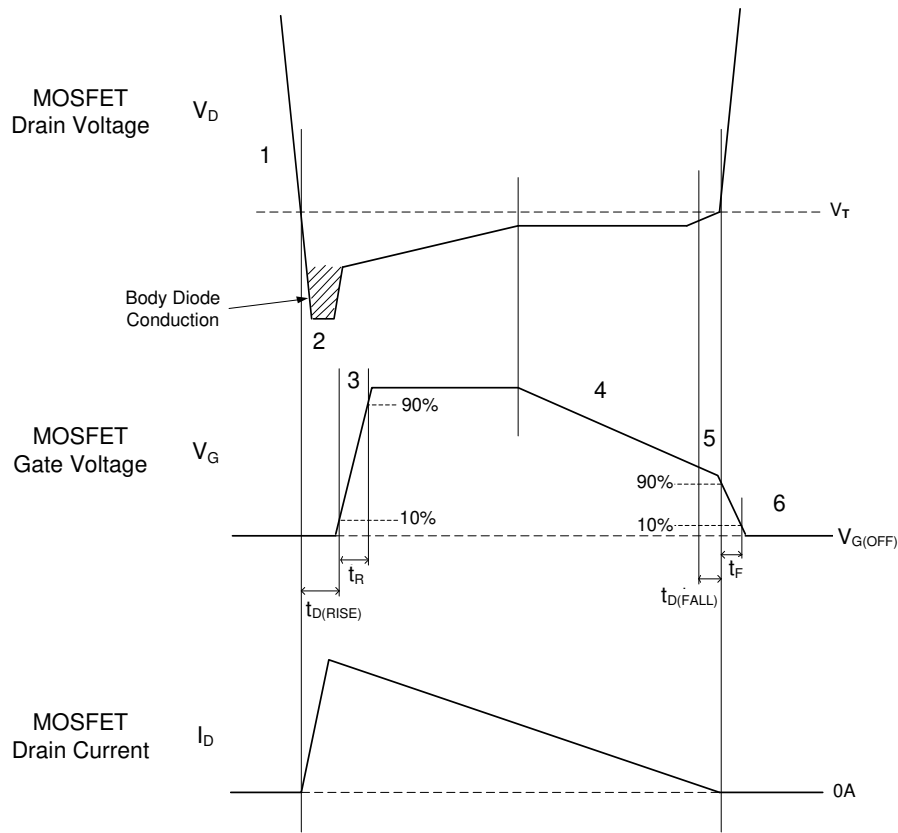 MOSFET
Drain Voltage
V_D
1
V_T
Body Diode
Conduction
2
3
4
90%
5
MOSFET
Gate Voltage
V_G
90%
10%
10%
6
V_G(OFF)
t_R
t_F
t_D(RISE)
t_D(FALL)
MOSFET
Drain Current
I_D
0A